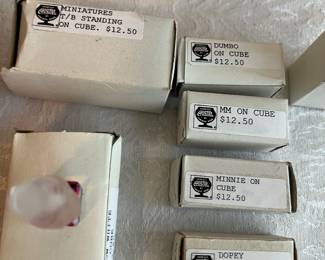 MINIATURES
T/B STANDING
ON CUBE. $12.50
DUMBO
ON CUBE
$12.50
MM ON CUBE
$12.50
MINNIE ON
CUBE
$12.50
DOPEY